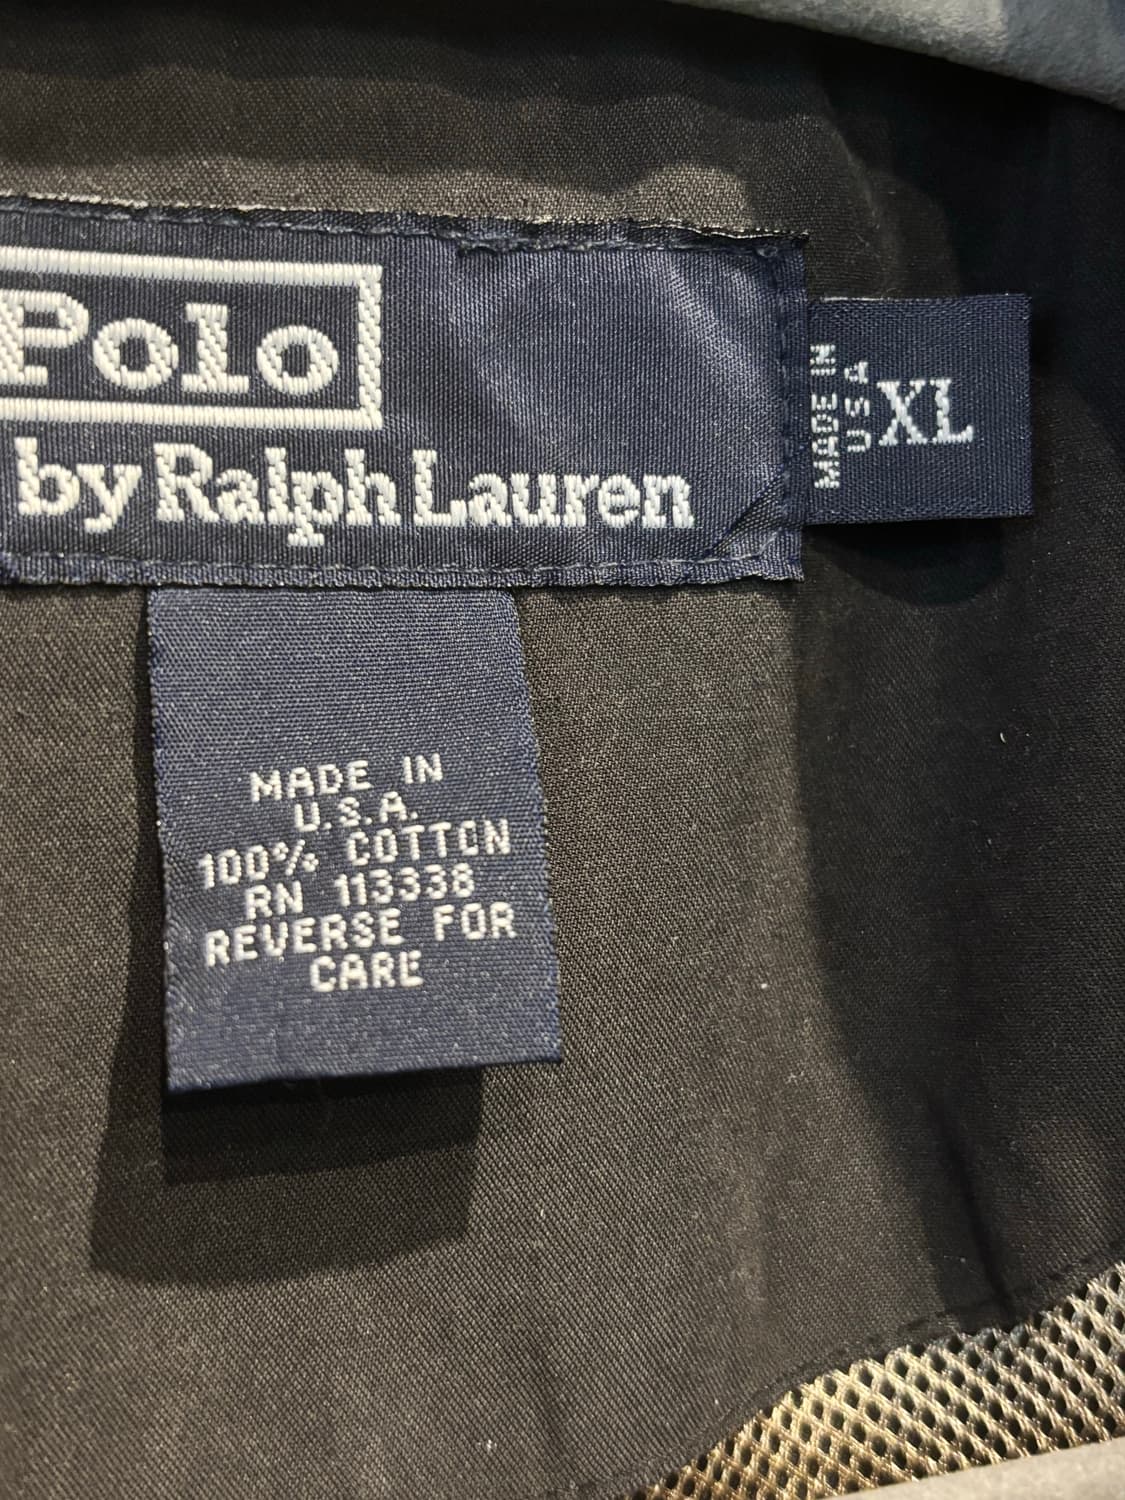 Polo
by Ralph Lauren
MADE IN
USA
XL
MADE IN
U.S.A.
100% COTTON
RN 113338
REVERSE FOR
CARE